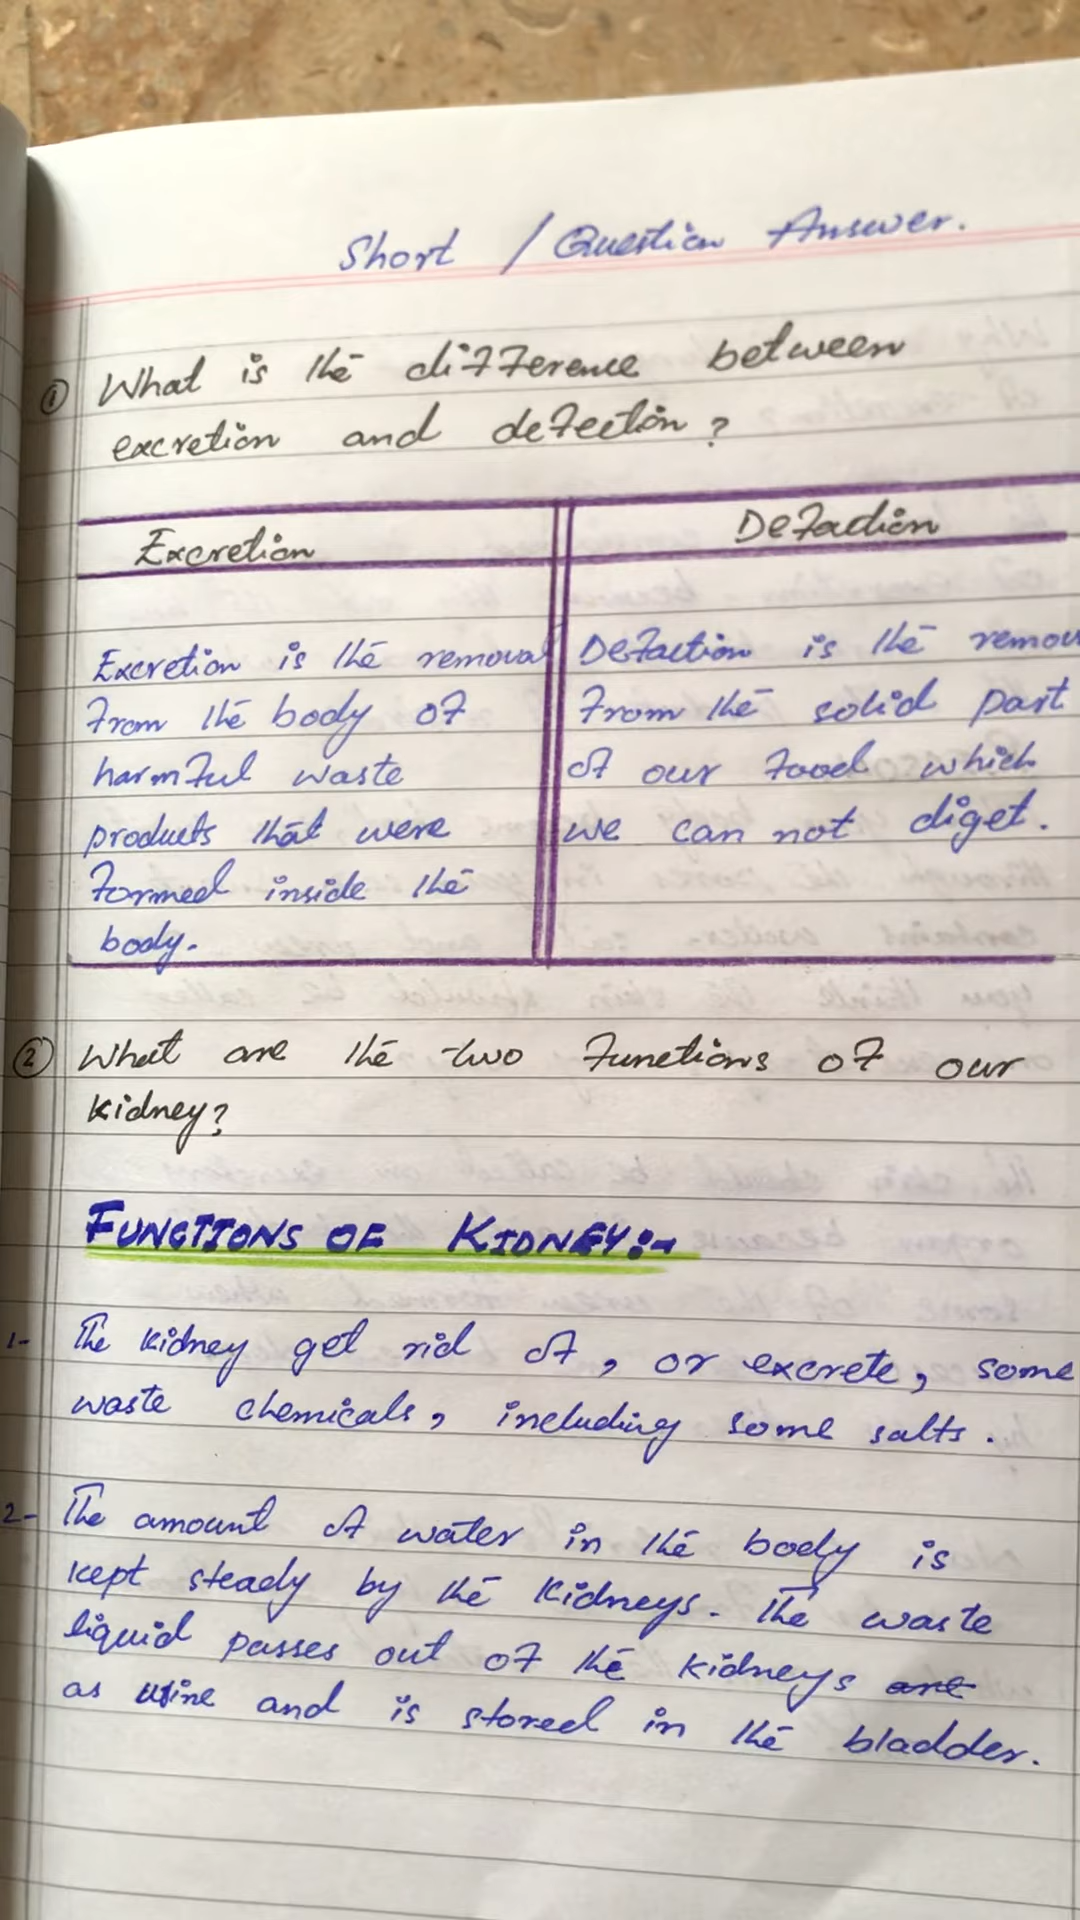 Short / Question Answer.
① What is the difference between
excretion and defection ?
Excretion
Defaction
Excretion is the removal
from the body of
harmful waste
products that were
formed inside the
body.
Defaction is the remov
from the solid part
of our food which
we can not diget.
② What are the two functions of our
kidney?
FUNCTIONS OF KIDNEY:-
1- The kidney get rid of, or excrete, some
waste chemicals, including some salts.
2- The amount of water in the body is
kept steady by the kidneys. The waste
liquid passes out of the kidneys are
as urine and is stored in the bladder.